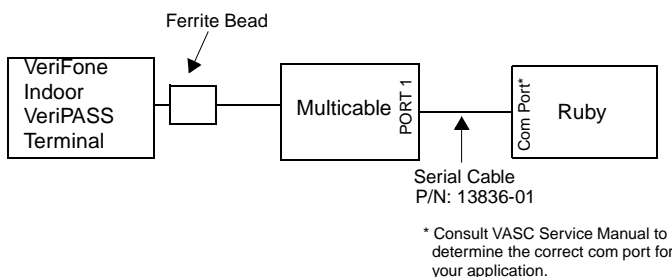 Ferrite Bead
VeriFone
Indoor
VeriPASS
Terminal
Multicable
PORT 1
Com Port*
Ruby
Serial Cable
P/N: 13836-01
* Consult VASC Service Manual to
determine the correct com port for
your application.